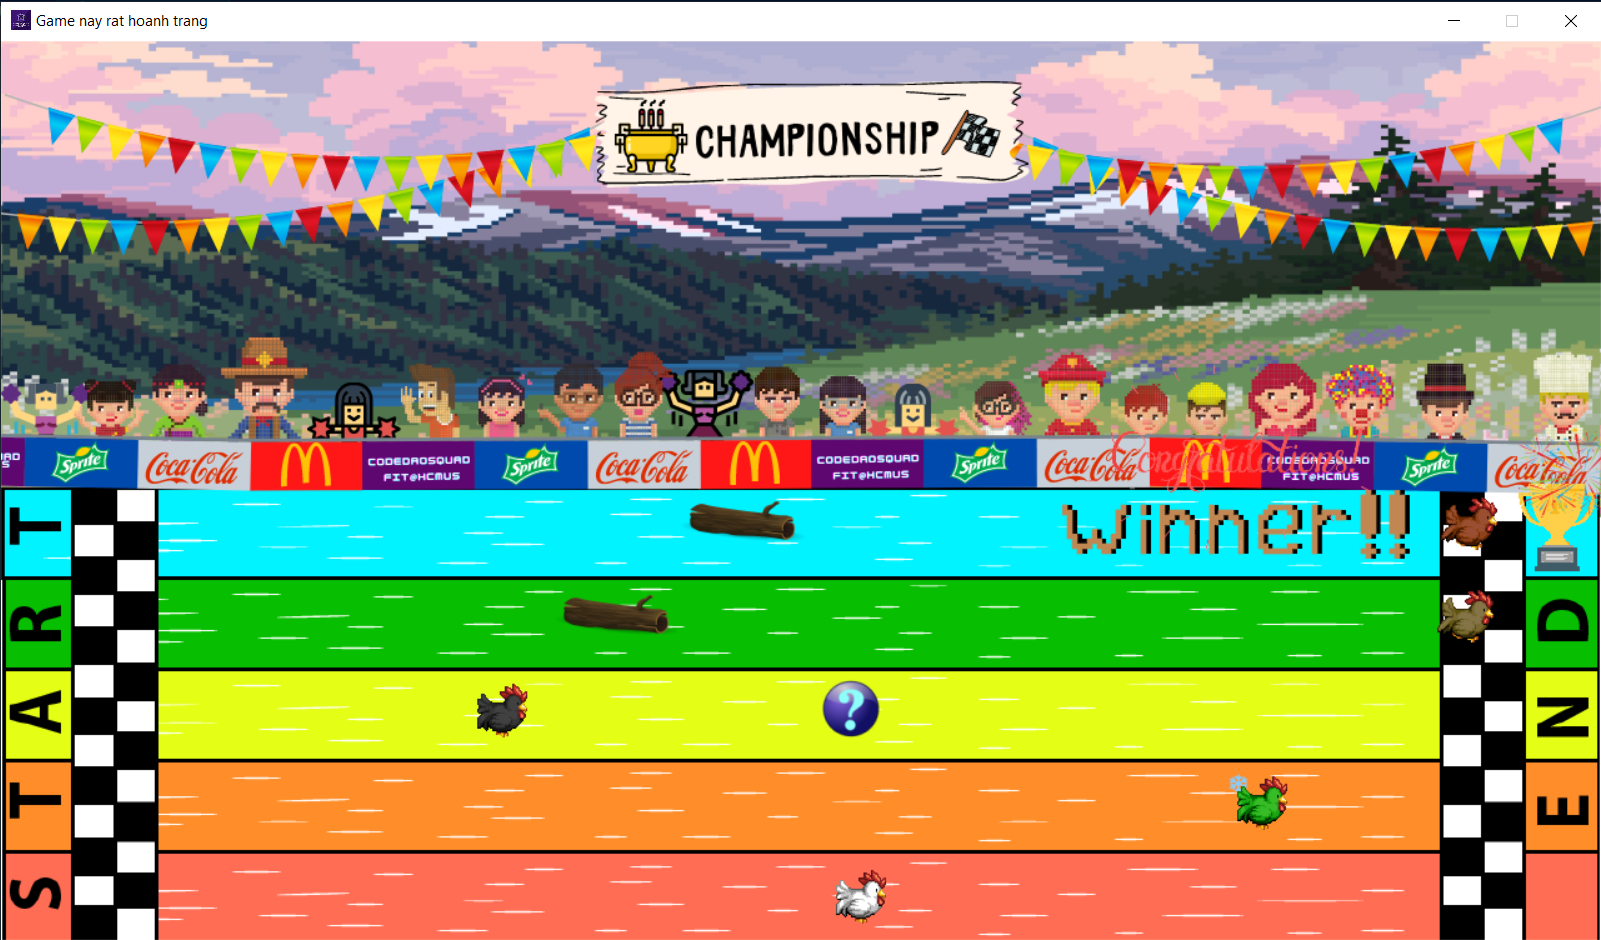 Game nay rat hoanh trang
CHAMPIONSHIP
Sprite Coca-Cola CODEDAOSQUAD FIT@HCMUS Sprite Coca-Cola CODEDAOSQUAD FIT@HCMUS Sprite Coca-Cola CODEDAOSQUAD FIT@HCMUS Sprite Coca-Cola
Congratulations!
winner!!
START
?
END